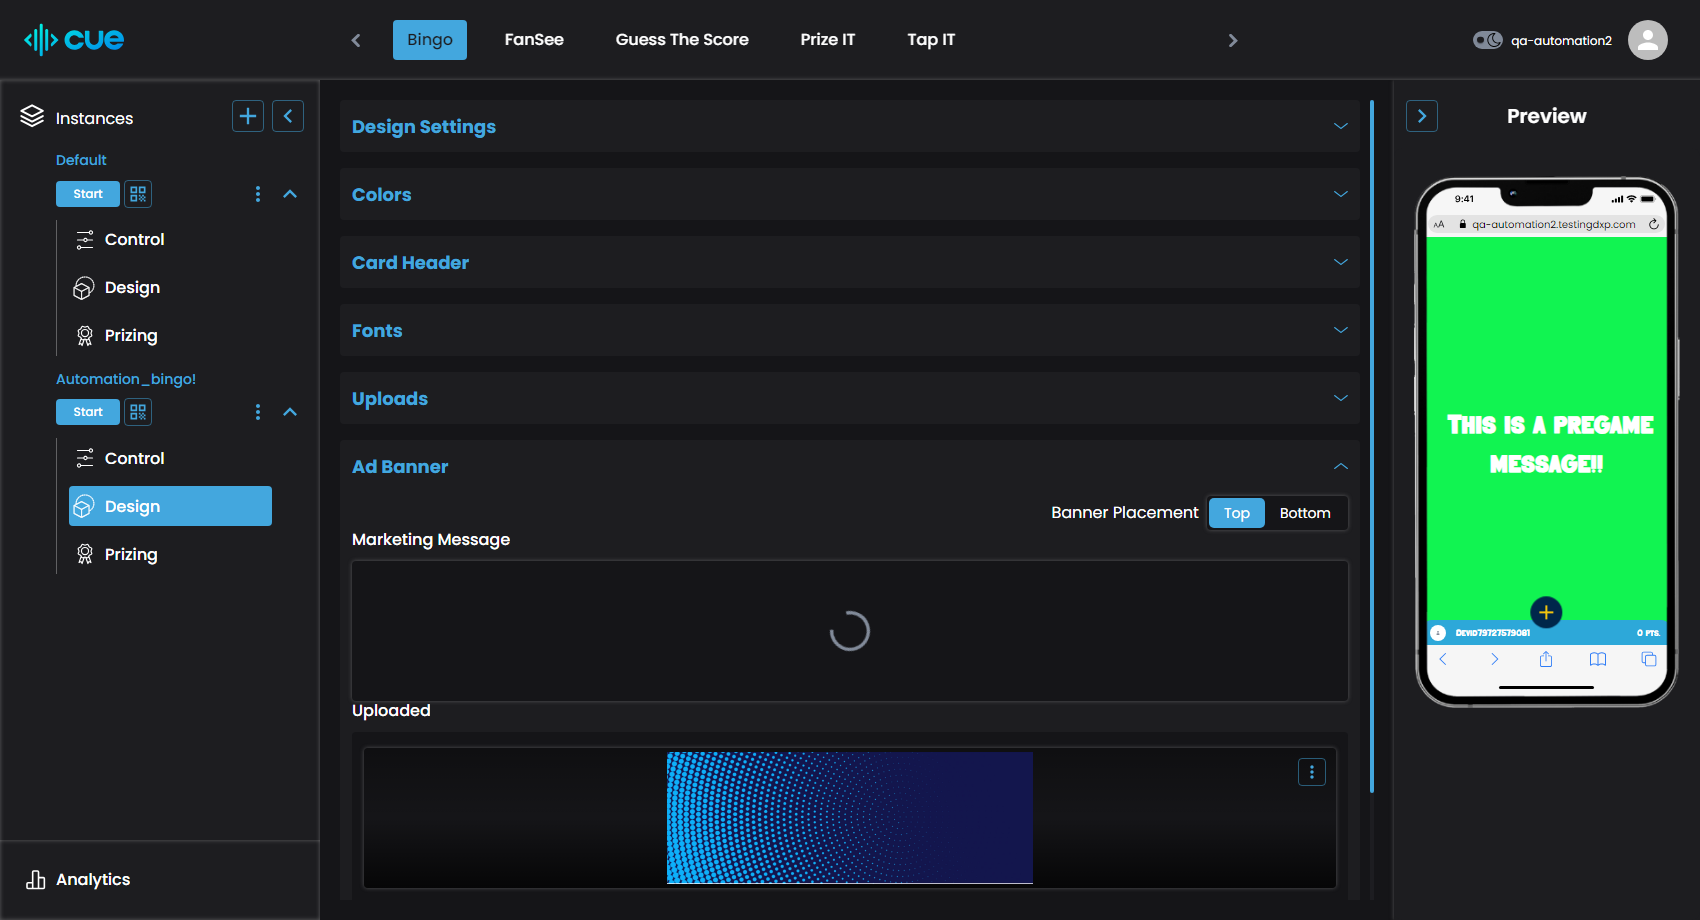 cue
Bingo
FanSee
Guess The Score
Prize IT
Tap IT
qa-automation2
Instances
Default
Start
Control
Design
Prizing
Automation_bingo!
Start
Control
Design
Prizing
Analytics
Design Settings
Colors
Card Header
Fonts
Uploads
Ad Banner
Banner Placement
Top
Bottom
Marketing Message
Uploaded
Preview
9:41
AA
qa-automation2.testingdxp.com
THIS IS A PREGAME
MESSAGE!!
DEVID79727579081
0 PTS.